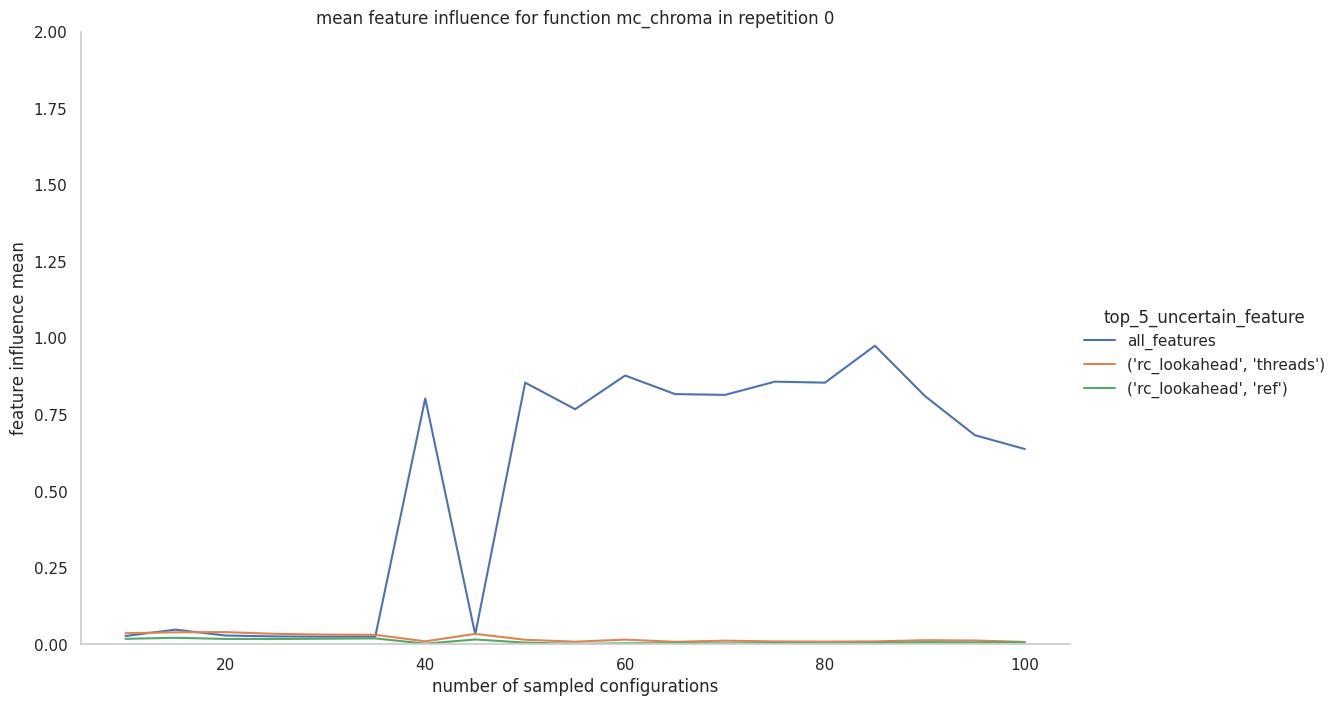 mean feature influence for function mc_chroma in repetition 0
2.00
1.75
1.50
1.25
1.00
0.75
0.50
0.25
0.00
feature influence mean
20
40
60
80
100
number of sampled configurations
top_5_uncertain_feature
all_features
('rc_lookahead', 'threads')
('rc_lookahead', 'ref')